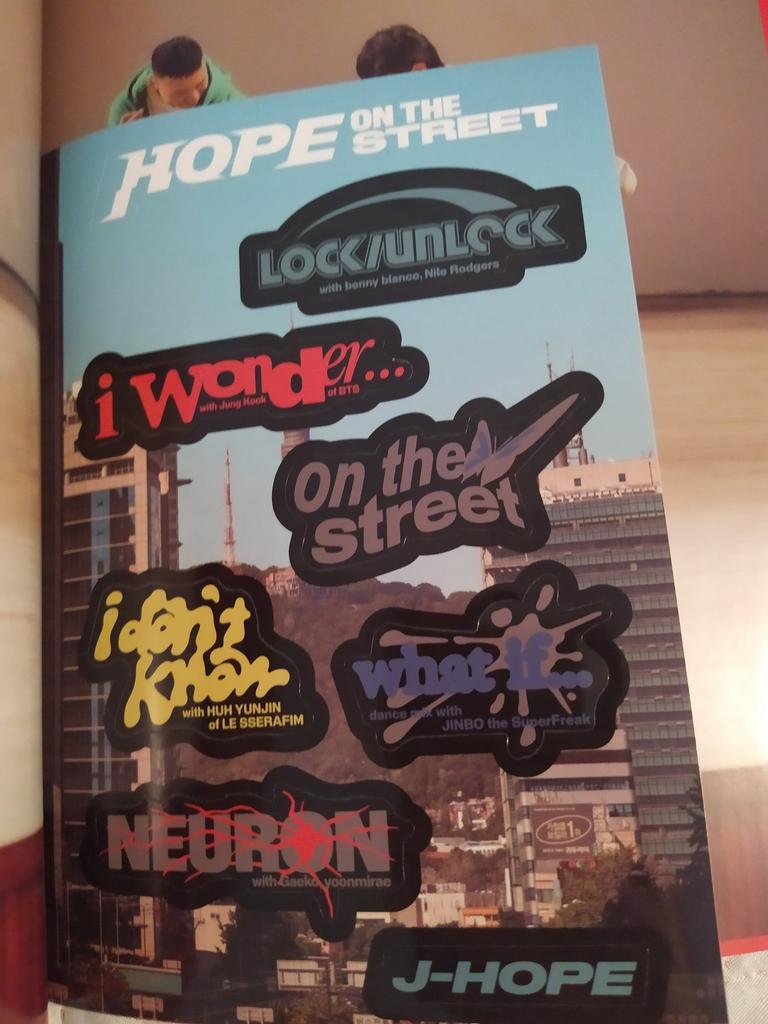 HOPE ON THE STREET
LOCK/UNLOCK
with benny blanco, Nile Rodgers
i wonder...
with Jung Kook of BTS
on the
street
i don't
know
with HUH YUNJIN
of LE SSERAFIM
what if...
dance mix with
JINBO the SuperFreak
NEURON
with Gaeko, yoonmirae
J-HOPE